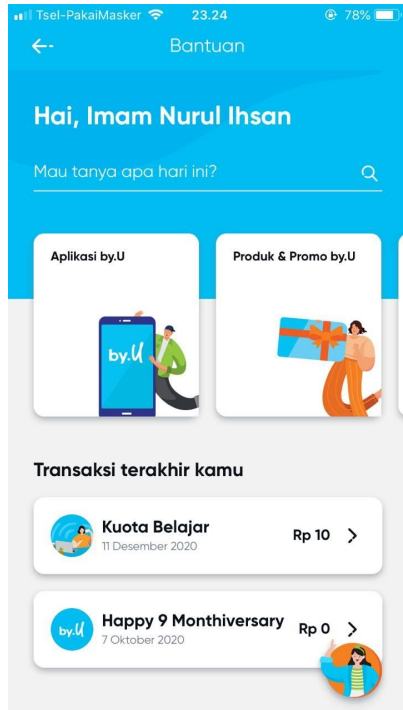 Tsel-PakaiMasker 23.24 78%
Bantuan
Hai, Imam Nurul Ihsan
Mau tanya apa hari ini?
Aplikasi by.U
Produk & Promo by.U
by.U
Transaksi terakhir kamu
Kuota Belajar
Rp 10
11 Desember 2020
by.U
Happy 9 Monthiversary
Rp 0
7 Oktober 2020